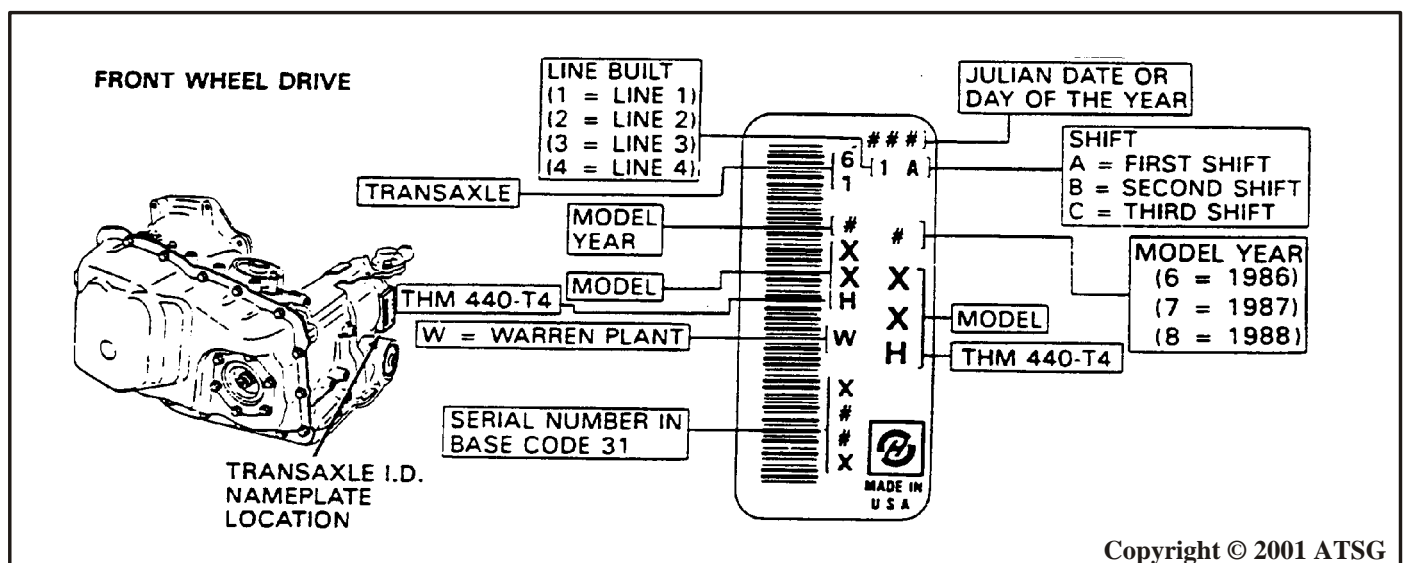 FRONT WHEEL DRIVE
LINE BUILT
(1 = LINE 1)
(2 = LINE 2)
(3 = LINE 3)
(4 = LINE 4)
JULIAN DATE OR
DAY OF THE YEAR
SHIFT
A = FIRST SHIFT
B = SECOND SHIFT
C = THIRD SHIFT
TRANSAXLE
MODEL
YEAR
MODEL
THM 440-T4
W = WARREN PLANT
SERIAL NUMBER IN
BASE CODE 31
TRANSAXLE I.D.
NAMEPLATE
LOCATION
###
6
1
1 A
#
X
X
H
W
X
#
#
X
#
X
X
H
MADE IN
U S A
MODEL YEAR
(6 = 1986)
(7 = 1987)
(8 = 1988)
MODEL
THM 440-T4
Copyright © 2001 ATSG